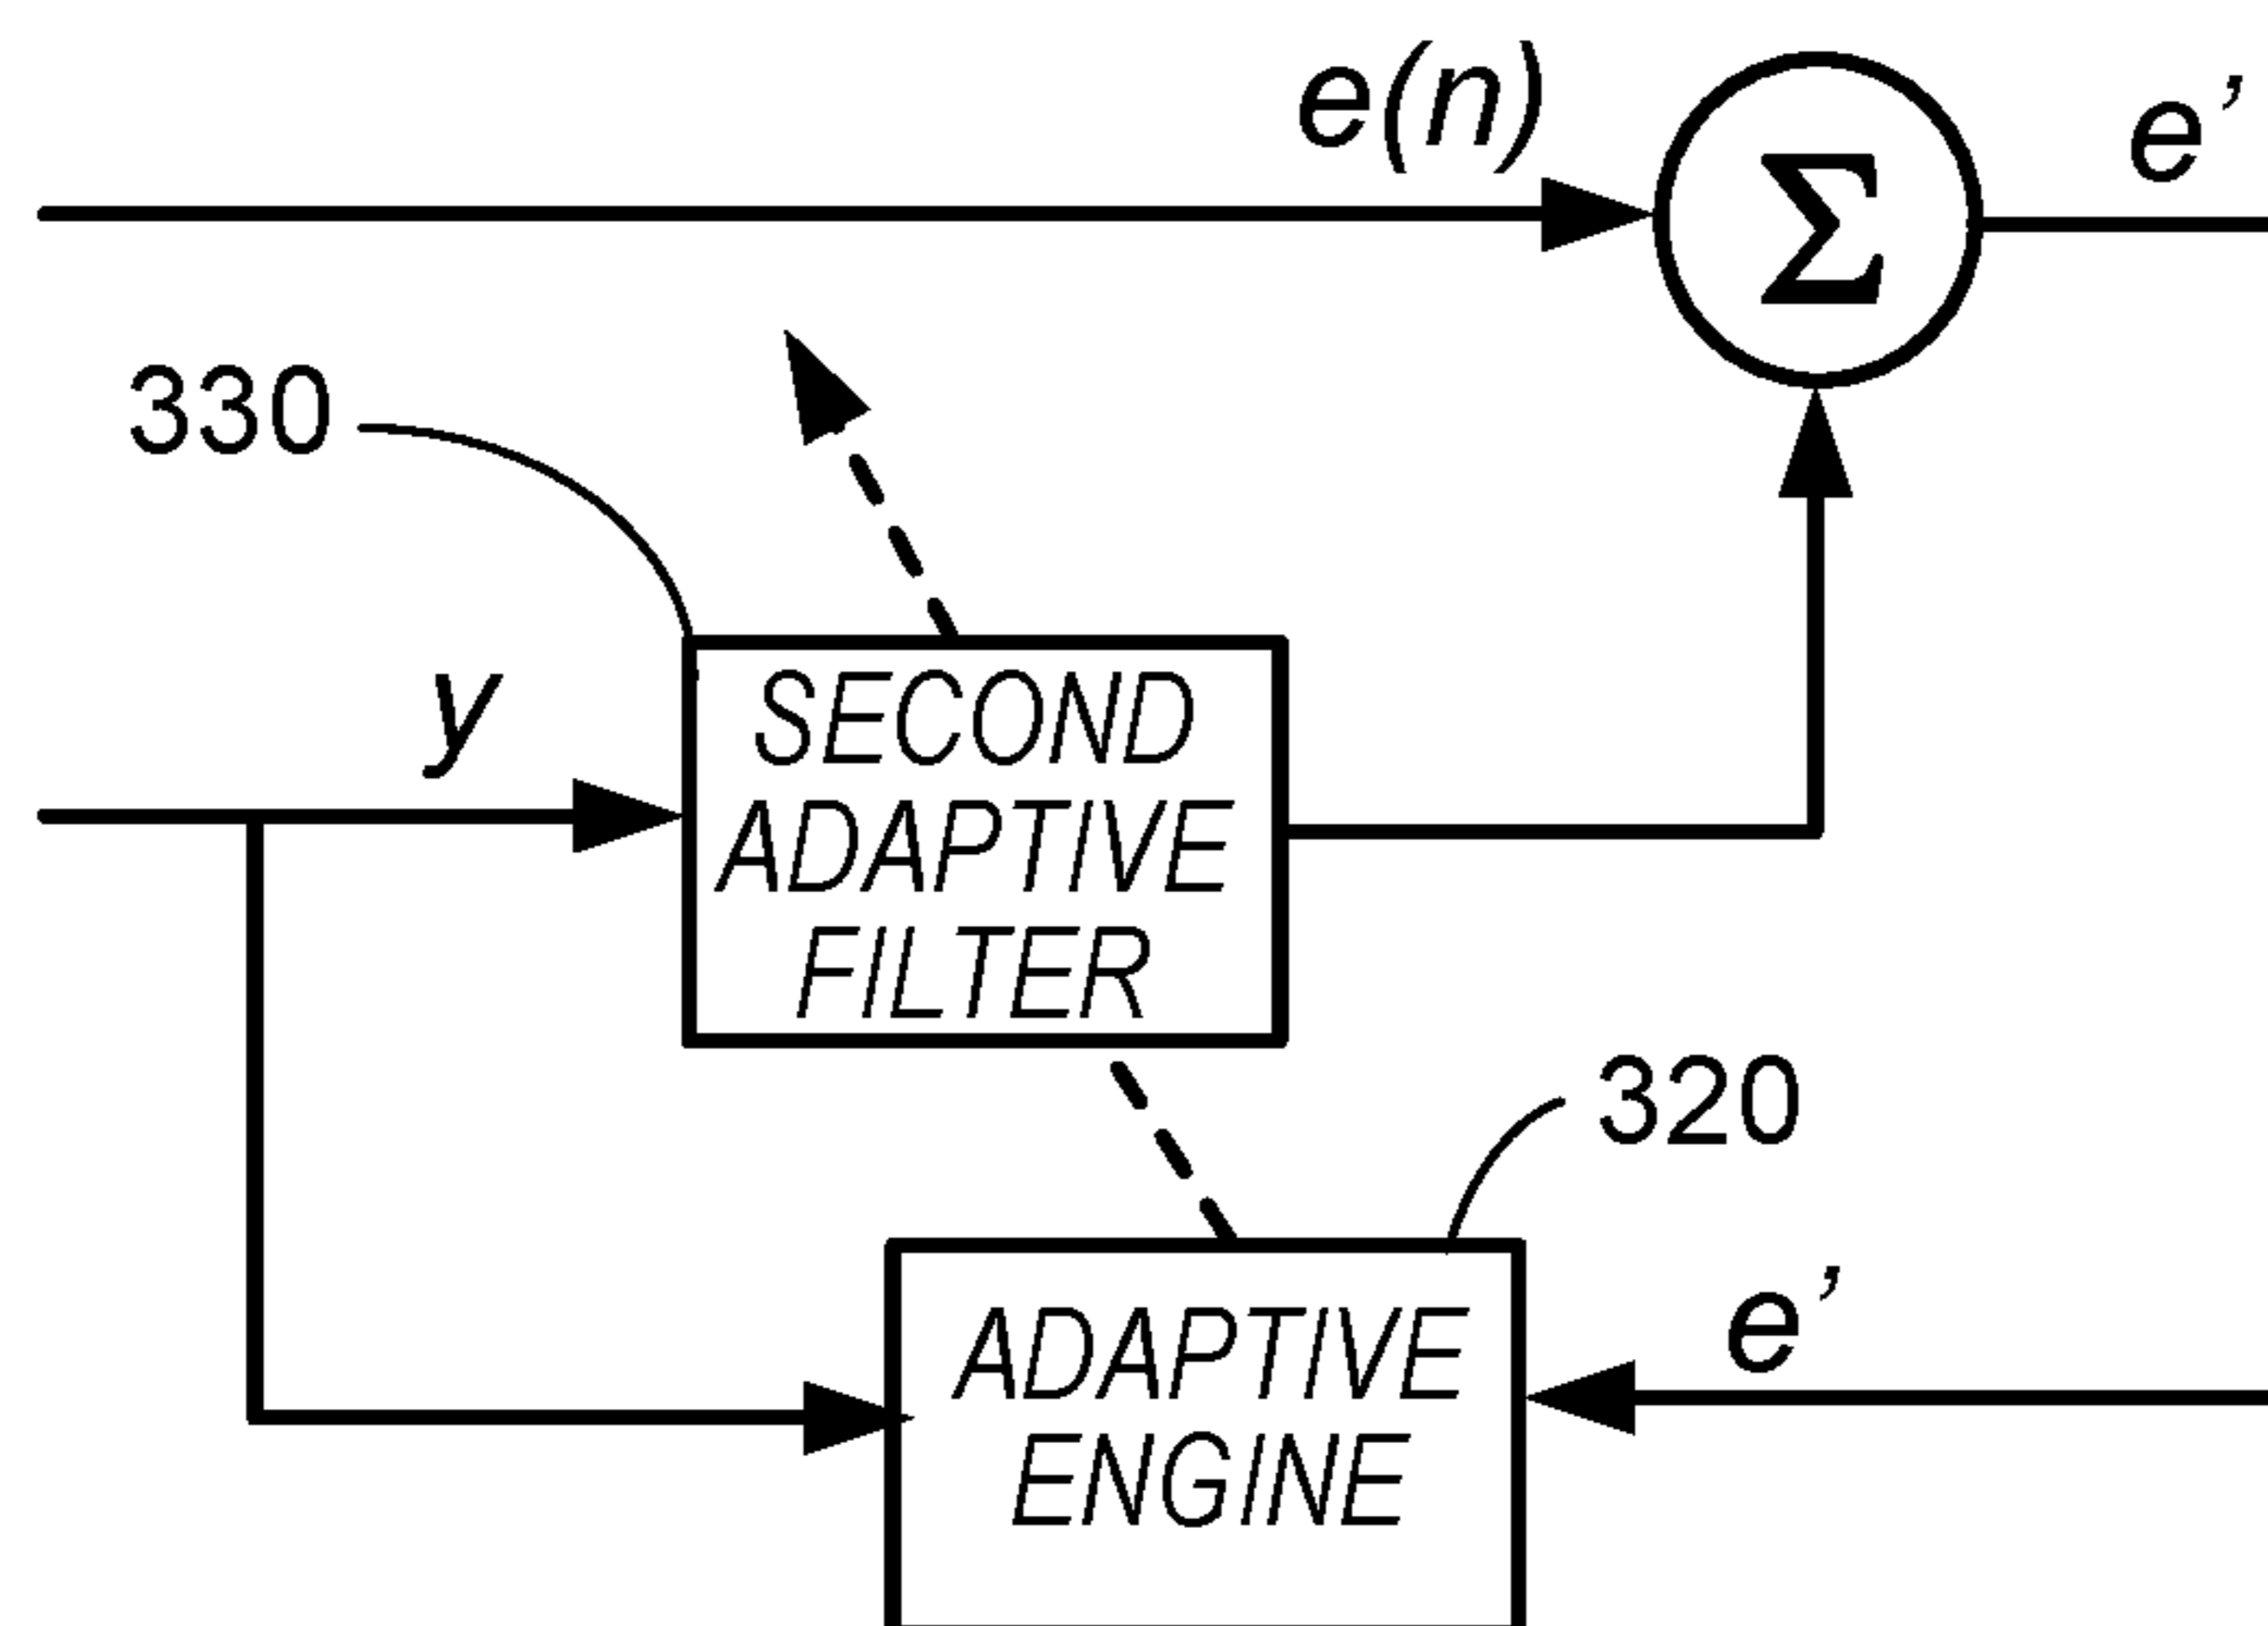 e(n)
e’
Σ
330
y
SECOND
ADAPTIVE
FILTER
320
e’
ADAPTIVE
ENGINE